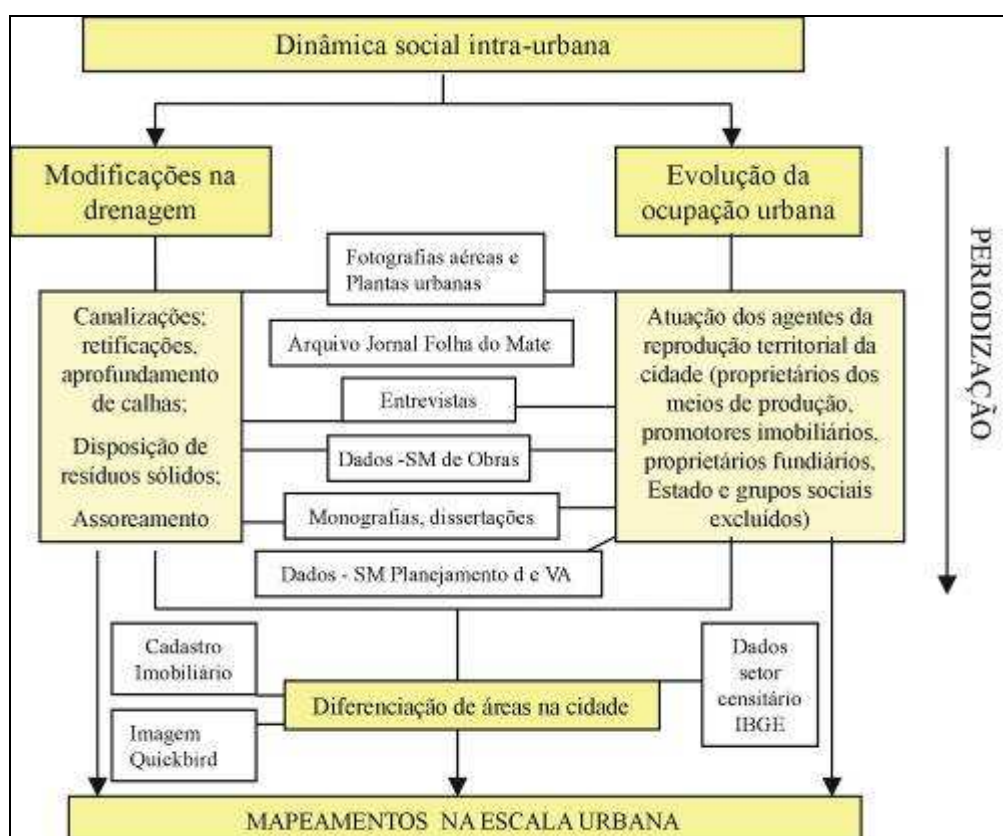 Dinâmica social intra-urbana
Modificações na
drenagem
Evolução da
ocupação urbana
PERIODIZAÇÃO
Fotografias aéreas e
Plantas urbanas
Canalizações;
retificações,
aprofundamento
de calhas;
Disposição de
resíduos sólidos;
Assoreamento
Arquivo Jornal Folha do Mate
Entrevistas
Dados -SM de Obras
Monografias, dissertações
Dados - SM Planejamento d e VA
Atuação dos agentes da
reprodução territorial da
cidade (proprietários dos
meios de produção,
promotores imobiliários,
proprietários fundiários,
Estado e grupos sociais
excluídos)
Cadastro
Imobiliário
Imagem
Quickbird
Diferenciação de áreas na cidade
Dados
setor
censitário
IBGE
MAPEAMENTOS NA ESCALA URBANA